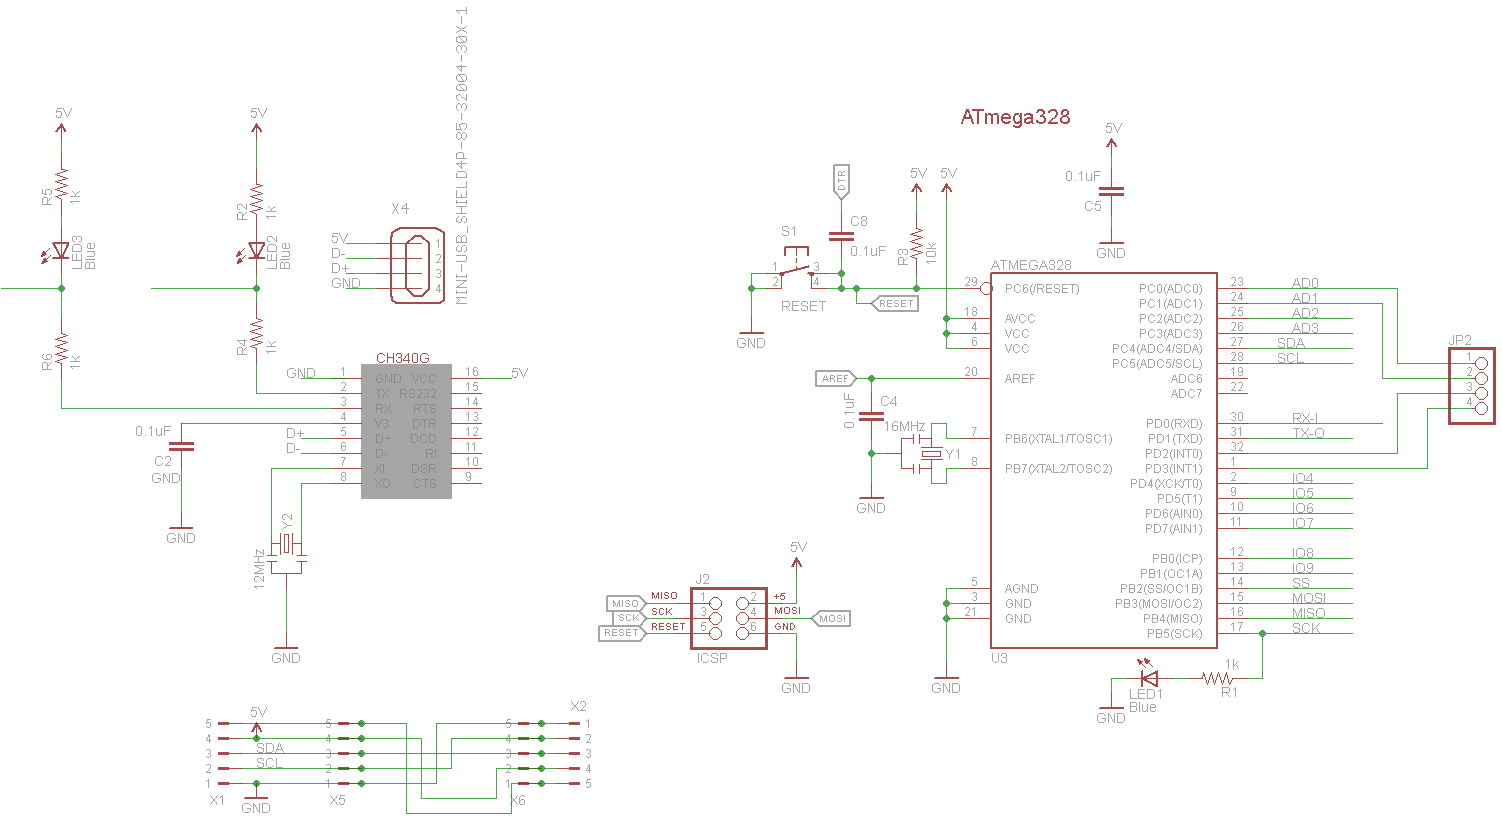 ATmega328
5V
R5
1k
LED3
Blue
R6
1k
5V
R2
1k
LED2
Blue
R4
1k
X4
MINI-USB_SHIELD4P-85-32004-30X-1
5V
D-
D+
GND
1
2
3
4
CH340G
GND
1 GND VCC 16 5V
2 TX RS232 15
3 RX RTS 14
4 V3 DTR 13
D+ 5 D+ DCD 12
D- 6 D- RI 11
7 XI DSR 10
8 XO CTS 9
0.1uF
C2
GND
GND
Y2
12MHz
GND
5V
0.1uF
C5
GND
DTR
C8
0.1uF
S1
1
2
3
4
RESET
GND
5V
R3
10k
5V
RESET
ATMEGA328
29 PC6(/RESET)
18 AVCC
4 VCC
6 VCC
20 AREF
7 PB6(XTAL1/TOSC1)
8 PB7(XTAL2/TOSC2)
5 AGND
3 GND
21 GND
PC0(ADC0) 23 AD0
PC1(ADC1) 24 AD1
PC2(ADC2) 25 AD2
PC3(ADC3) 26 AD3
PC4(ADC4/SDA) 27 SDA
PC5(ADC5/SCL) 28 SCL
ADC6 19
ADC7 22
PD0(RXD) 30 RX-I
PD1(TXD) 31 TX-O
PD2(INT0) 32
PD3(INT1) 1
PD4(XCK/T0) 2 IO4
PD5(T1) 9 IO5
PD6(AIN0) 10 IO6
PD7(AIN1) 11 IO7
PB0(ICP) 12 IO8
PB1(OC1A) 13 IO9
PB2(SS/OC1B) 14 SS
PB3(MOSI/OC2) 15 MOSI
PB4(MISO) 16 MISO
PB5(SCK) 17 SCK
U3
AREF
0.1uF
C4
16MHz
Y1
GND
GND
JP2
1
2
3
4
1k
R1
LED1
Blue
GND
5V
J2
MISO MISO 1 2 +5
SCK SCK 3 4 MOSI MOSI
RESET RESET 5 6 GND
ICSP
GND
X2
5 5V 5 5 1
4 4 4 2
3 SDA 3 3 3
2 SCL 2 2 4
1 1 1 5
X1 GND X5 X6